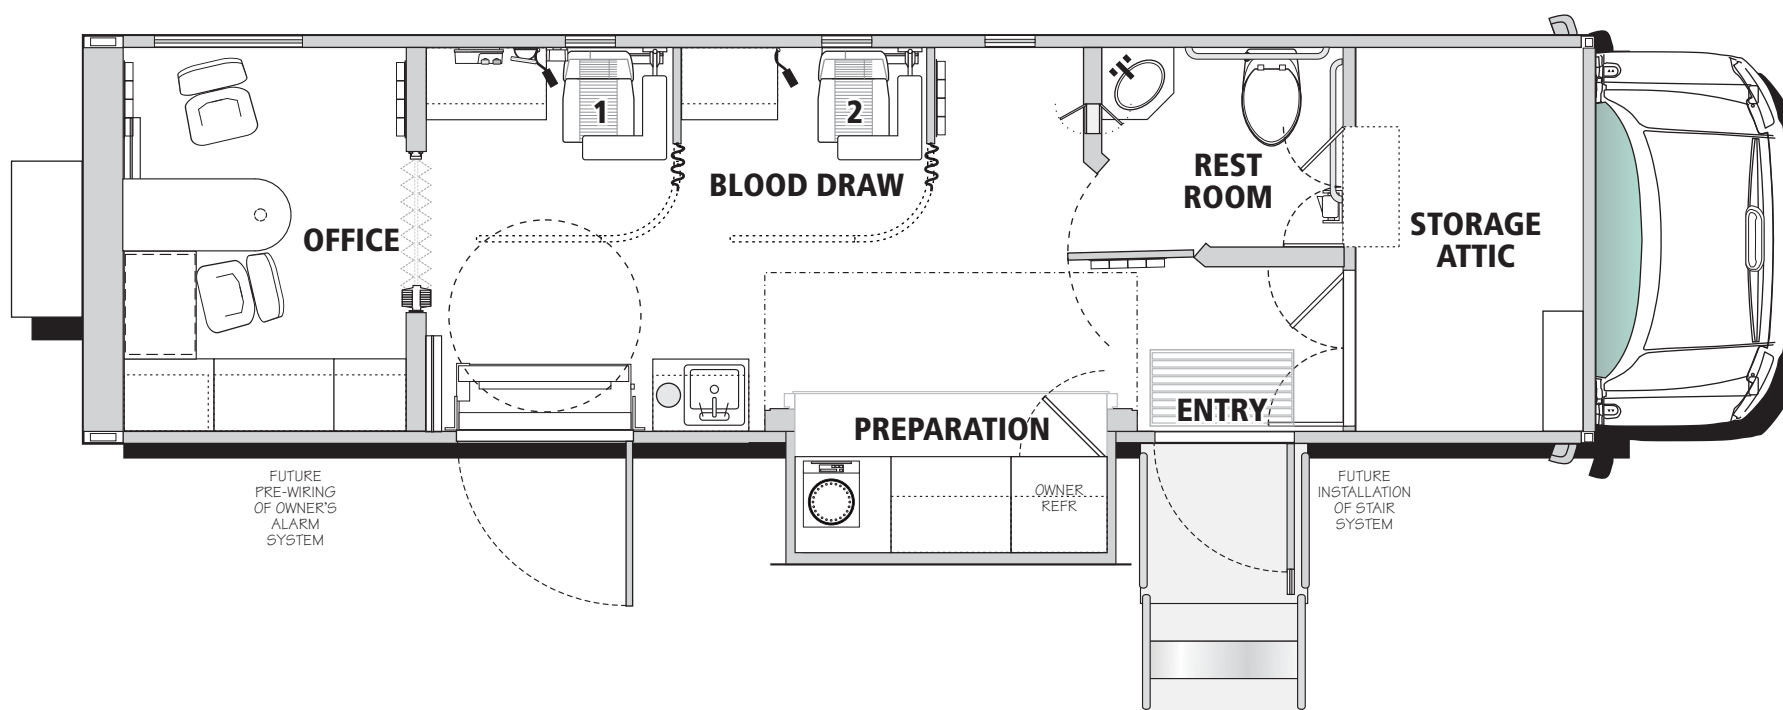 1
2
BLOOD DRAW
REST
ROOM
OFFICE
STORAGE
ATTIC
PREPARATION
ENTRY
FUTURE
PRE-WIRING
OF OWNER'S
ALARM
SYSTEM
OWNER
REFR
FUTURE
INSTALLATION
OF STAIR
SYSTEM